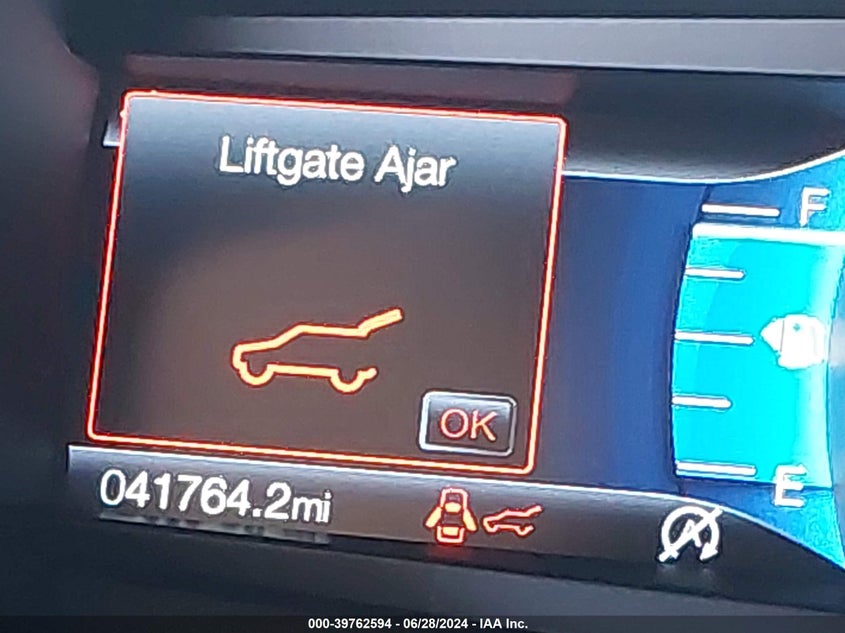 Liftgate Ajar
F
OK
E
041764.2mi
000-39762594 - 06/28/2024 - IAA Inc.